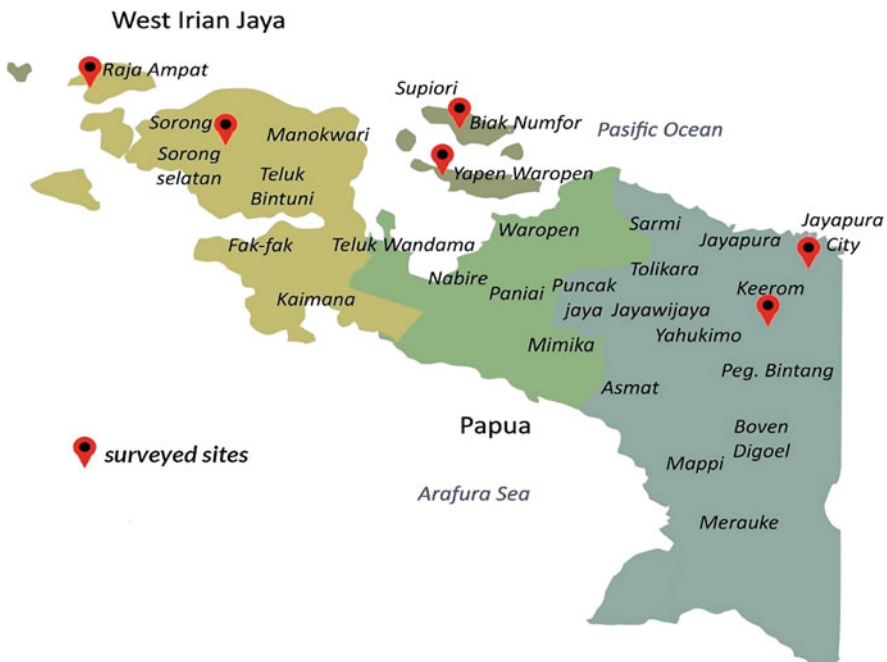 West Irian Jaya
Raja Ampat
Supiori
Biak Numfor
Pasific Ocean
Sorong
Manokwari
Sorong
selatan
Teluk
Bintuni
Yapen Waropen
Fak-fak
Teluk Wandama
Waropen
Sarmi
Jayapura
Jayapura
City
Kaimana
Nabire
Paniai
Puncak
jaya
Tolikara
Jayawijaya
Keerom
Yahukimo
Mimika
Peg. Bintang
Asmat
Papua
Boven
Digoel
Mappi
surveyed sites
Arafura Sea
Merauke